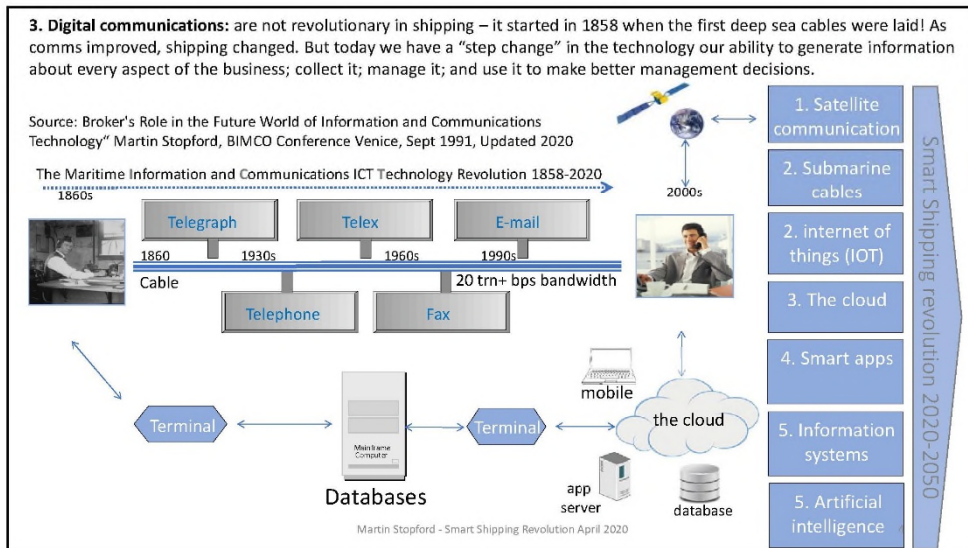 3. Digital communications: are not revolutionary in shipping – it started in 1858 when the first deep sea cables were laid! As
comms improved, shipping changed. But today we have a “step change” in the technology our ability to generate information
about every aspect of the business; collect it; manage it; and use it to make better management decisions.
Source: Broker's Role in the Future World of Information and Communications
Technology“ Martin Stopford, BIMCO Conference Venice, Sept 1991, Updated 2020
The Maritime Information and Communications ICT Technology Revolution 1858-2020
1860s
2000s
Telegraph
Telex
E-mail
1860
1930s
1960s
1990s
Cable
20 trn+ bps bandwidth
Telephone
Fax
mobile
the cloud
Terminal
Mainframe
Computer
Terminal
Databases
app
server
database
1. Satellite
communication
2. Submarine
cables
2. internet of
things (IOT)
3. The cloud
4. Smart apps
5. Information
systems
5. Artificial
intelligence
Smart Shipping revolution 2020-2050
Martin Stopford - Smart Shipping Revolution April 2020